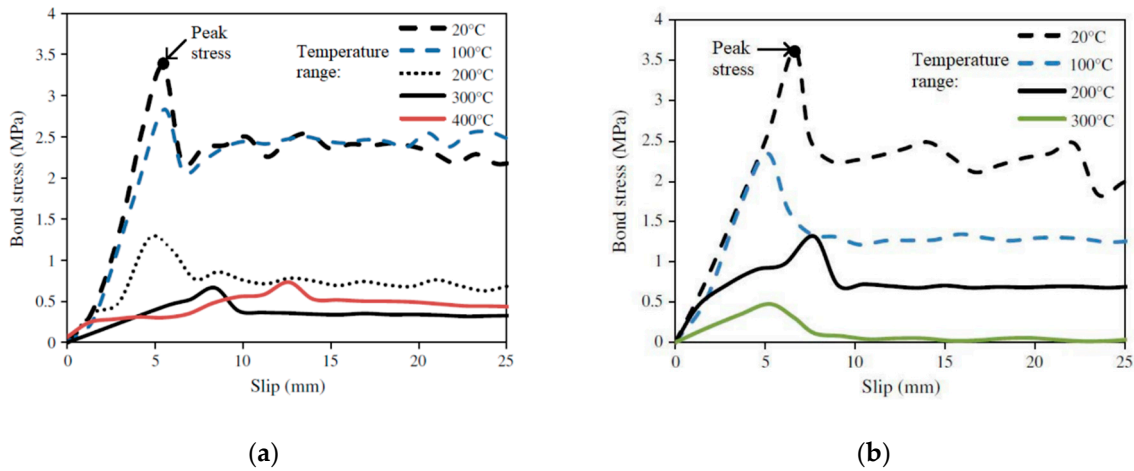 4
3.5
3
2.5
2
1.5
1
0.5
0
Bond stress (MPa)
0
5
10
15
20
25
Slip (mm)
Peak
stress
Temperature
range:
20°C
100°C
200°C
300°C
400°C
(a)
4
3.5
3
2.5
2
1.5
1
0.5
0
Bond stress (MPa)
0
5
10
15
20
25
Slip (mm)
Peak
stress
Temperature
range:
20°C
100°C
200°C
300°C
(b)